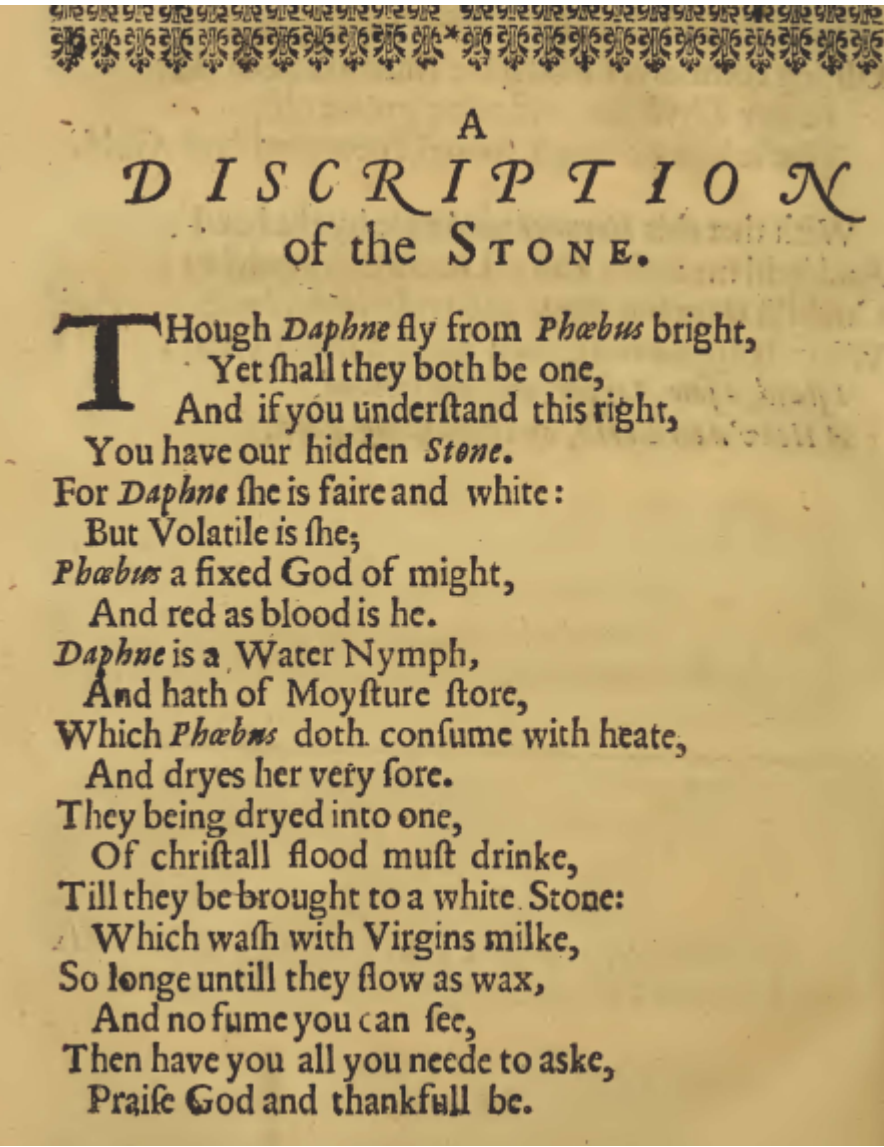 A
DISCRIPTION
of the STONE.
THough Daphne fly from Phœbus bright,
Yet ſhall they both be one,
And if you underſtand this right,
You have our hidden Stone.
For Daphne ſhe is faire and white:
But Volatile is ſhe;
Phœbus a fixed God of might,
And red as blood is he.
Daphne is a Water Nymph,
And hath of Moyſture ſtore,
Which Phœbus doth conſume with heate,
And dryes her very ſore.
They being dryed into one,
Of chriſtall flood muſt drinke,
Till they be brought to a white Stone:
Which waſh with Virgins milke,
So longe untill they flow as wax,
And no fume you can ſee,
Then have you all you neede to aske,
Praiſe God and thankfull be.